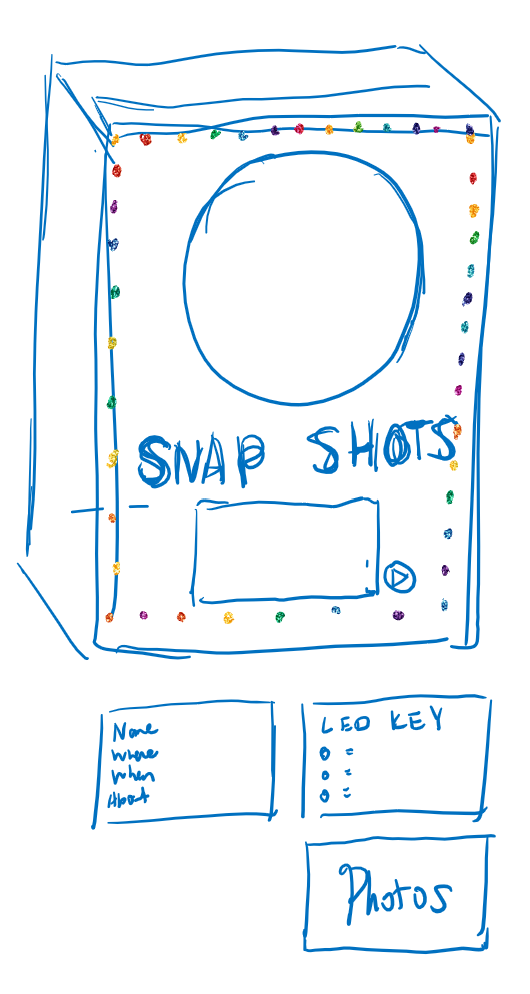 SNAP SHOTS
Name
Where
When
About
LED KEY
=
=
=
Photos